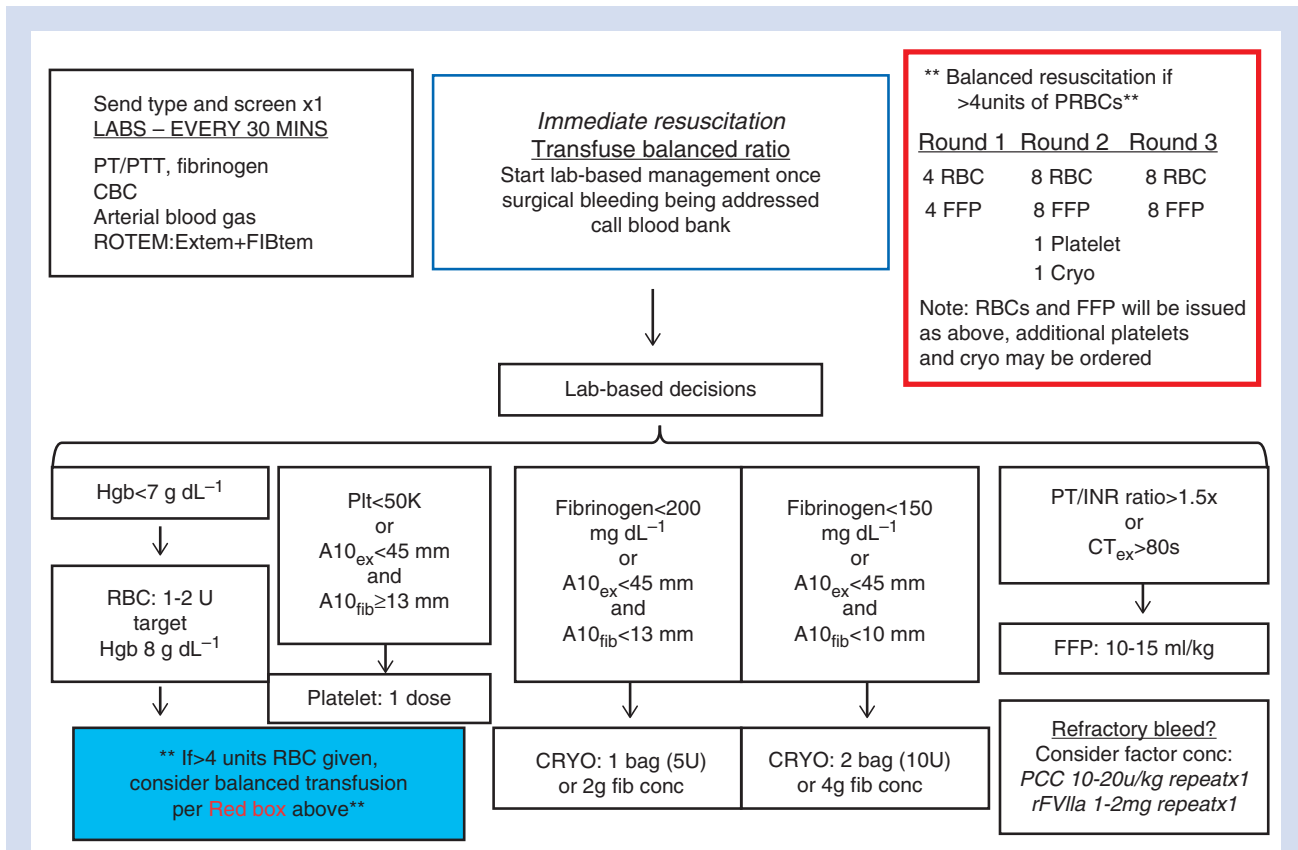 Send type and screen x1
LABS – EVERY 30 MINS
PT/PTT, fibrinogen
CBC
Arterial blood gas
ROTEM:Extem+FIBtem
Immediate resuscitation
Transfuse balanced ratio
Start lab-based management once
surgical bleeding being addressed
call blood bank
** Balanced resuscitation if
>4units of PRBCs**
Round 1 Round 2 Round 3
4 RBC 8 RBC 8 RBC
4 FFP 8 FFP 8 FFP
1 Platelet
1 Cryo
Note: RBCs and FFP will be issued
as above, additional platelets
and cryo may be ordered
Lab-based decisions
Hgb<7 g dL⁻¹
RBC: 1-2 U
target
Hgb 8 g dL⁻¹
** If>4 units RBC given,
consider balanced transfusion
per Red box above**
Plt<50K
or
A10ex<45 mm
and
A10fib≥13 mm
Platelet: 1 dose
Fibrinogen<200
mg dL⁻¹
or
A10ex<45 mm
and
A10fib<13 mm
CRYO: 1 bag (5U)
or 2g fib conc
Fibrinogen<150
mg dL⁻¹
or
A10ex<45 mm
and
A10fib<10 mm
CRYO: 2 bag (10U)
or 4g fib conc
PT/INR ratio>1.5x
or
CTex>80s
FFP: 10-15 ml/kg
Refractory bleed?
Consider factor conc:
PCC 10-20u/kg repeatx1
rFVIIa 1-2mg repeatx1